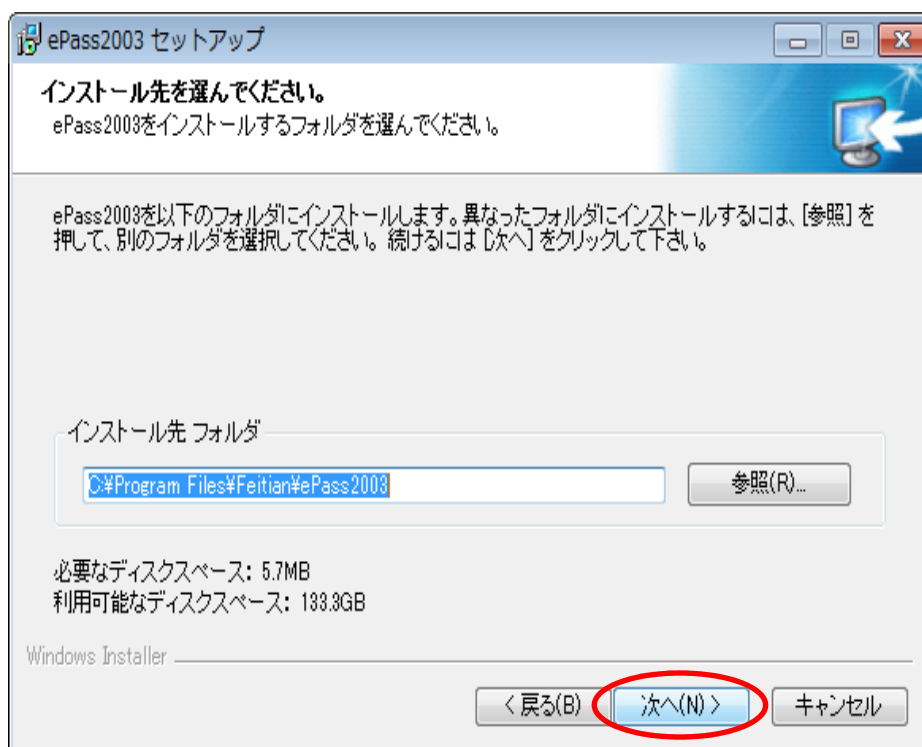 ePass2003 セットアップ
インストール先を選んでください。
ePass2003をインストールするフォルダを選んでください。
ePass2003を以下のフォルダにインストールします。異なったフォルダにインストールするには、[参照] を
押して、別のフォルダを選択してください。続けるには [次へ] をクリックして下さい。
インストール先 フォルダ
C:¥Program Files¥Feitian¥ePass2003
参照(R)...
必要なディスクスペース: 5.7MB
利用可能なディスクスペース: 133.3GB
Windows Installer
< 戻る(B)
次へ(N) >
キャンセル